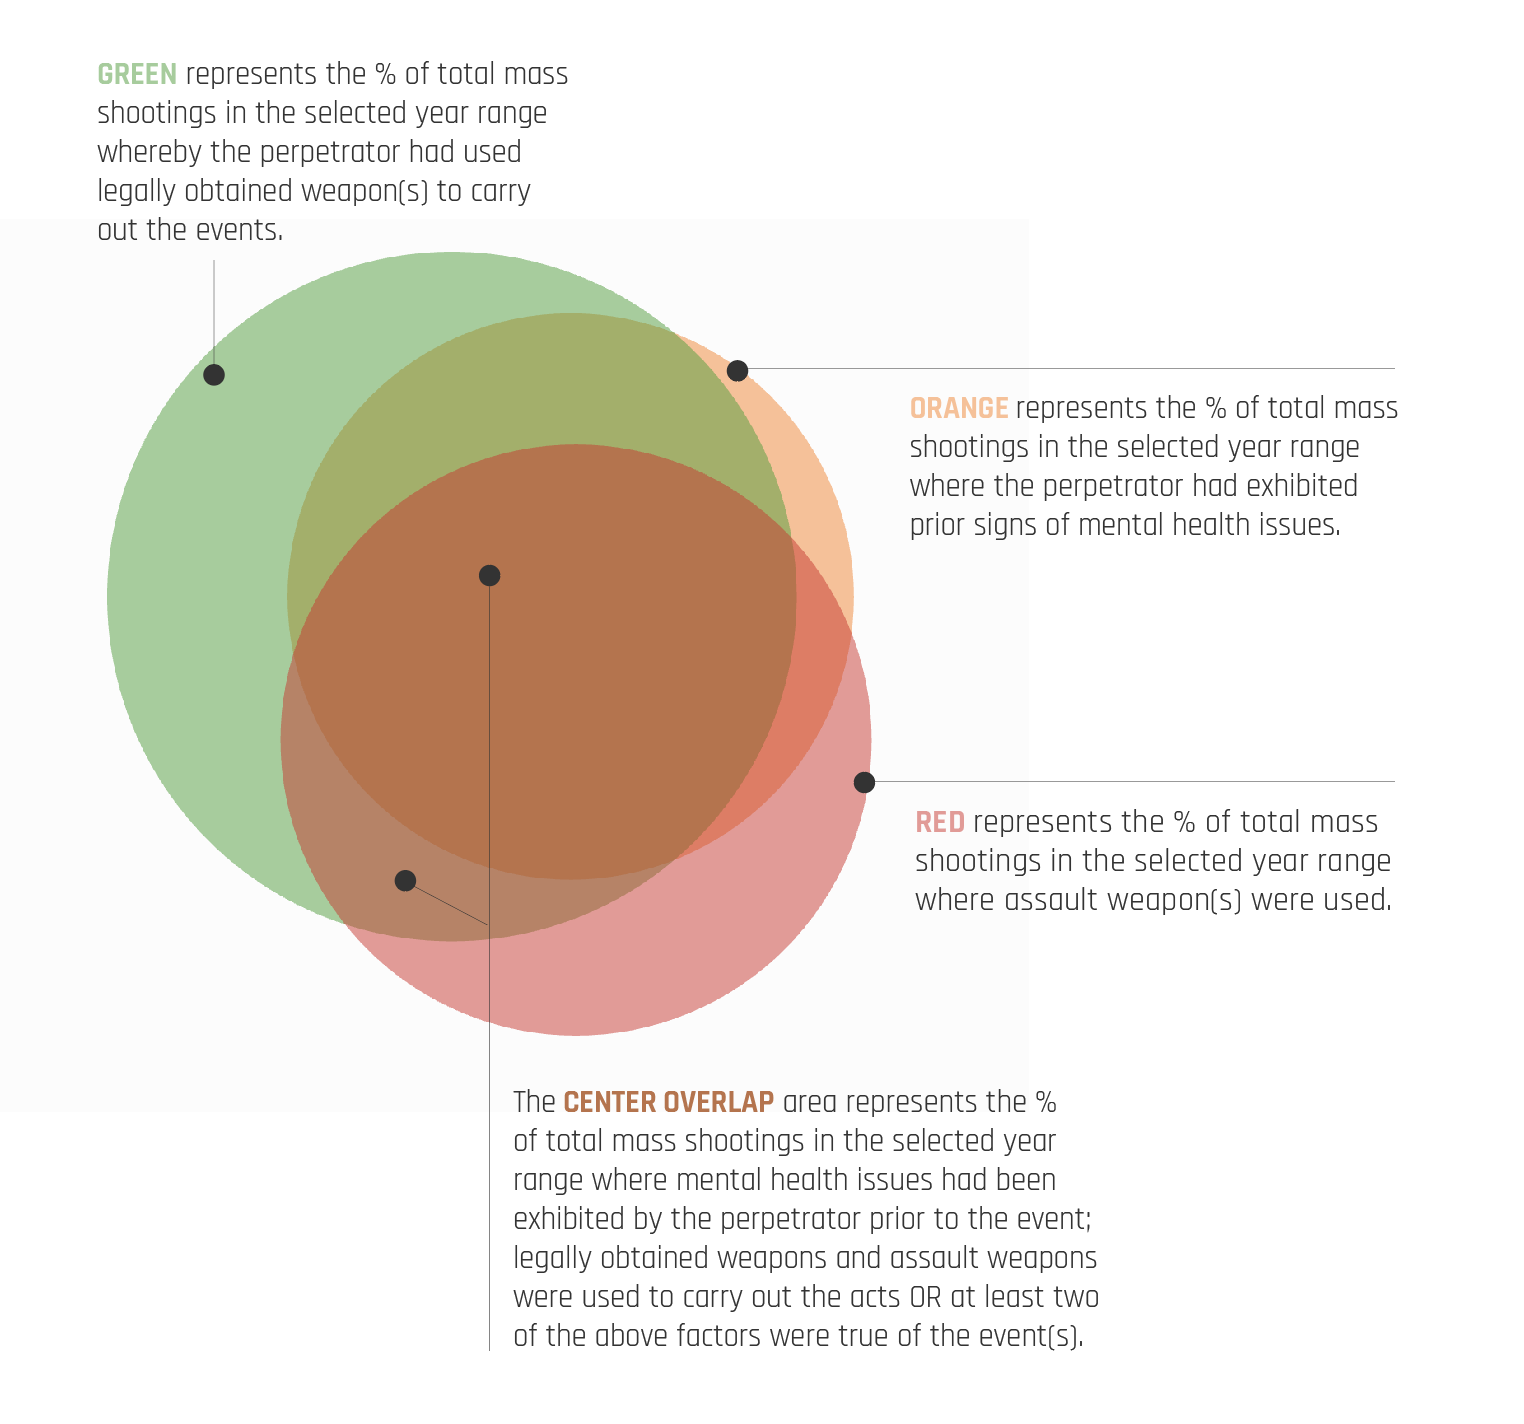 GREEN represents the % of total mass
shootings in the selected year range
whereby the perpetrator had used
legally obtained weapon(s) to carry
out the events.
ORANGE represents the % of total mass
shootings in the selected year range
where the perpetrator had exhibited
prior signs of mental health issues.
RED represents the % of total mass
shootings in the selected year range
where assault weapon(s) were used.
The CENTER OVERLAP area represents the %
of total mass shootings in the selected year
range where mental health issues had been
exhibited by the perpetrator prior to the event;
legally obtained weapons and assault weapons
were used to carry out the acts OR at least two
of the above factors were true of the event(s).